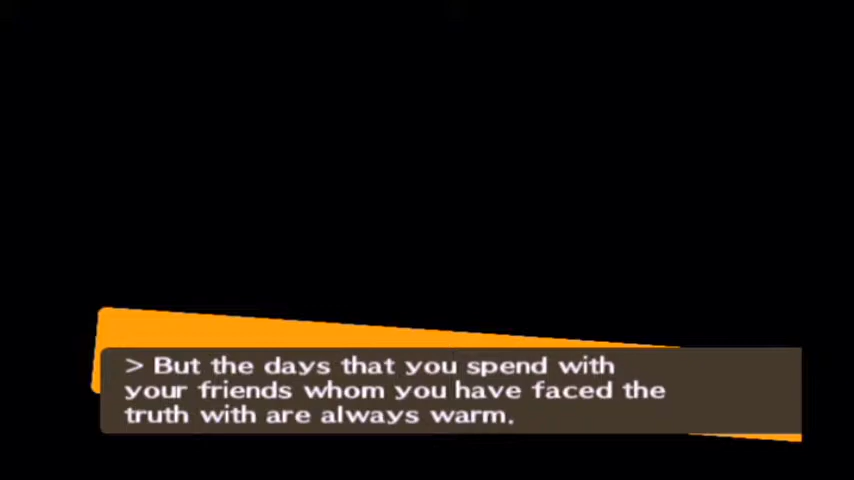 > But the days that you spend with
your friends whom you have faced the
truth with are always warm.